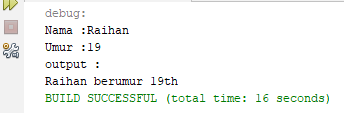 debug:
Nama :Raihan
Umur :19
output :
Raihan berumur 19th
BUILD SUCCESSFUL (total time: 16 seconds)